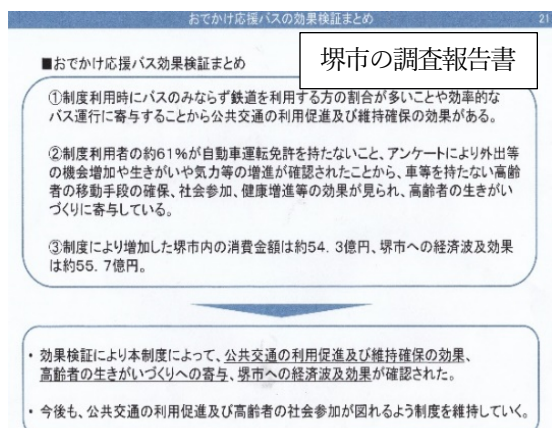 おでかけ応援バスの効果検証まとめ
21
■おでかけ応援バス効果検証まとめ
堺市の調査報告書
①制度利用時にバスのみならず鉄道を利用する方の割合が多いことや効率的な
バス運行に寄与することから公共交通の利用促進及び維持確保の効果がある。
②制度利用者の約61%が自動車運転免許を持たないこと、アンケートにより外出等
の機会増加や生きがいや気力等の増進が確認されたことから、車等を持たない高齢
者の移動手段の確保、社会参加、健康増進等の効果が見られ、高齢者の生きがい
づくりに寄与している。
③制度により増加した堺市内の消費金額は約54.3億円、堺市への経済波及効果
は約55.7億円。
・効果検証により本制度によって、公共交通の利用促進及び維持確保の効果、
高齢者の生きがいづくりへの寄与、堺市への経済波及効果が確認された。
・今後も、公共交通の利用促進及び高齢者の社会参加が図れるよう制度を維持していく。